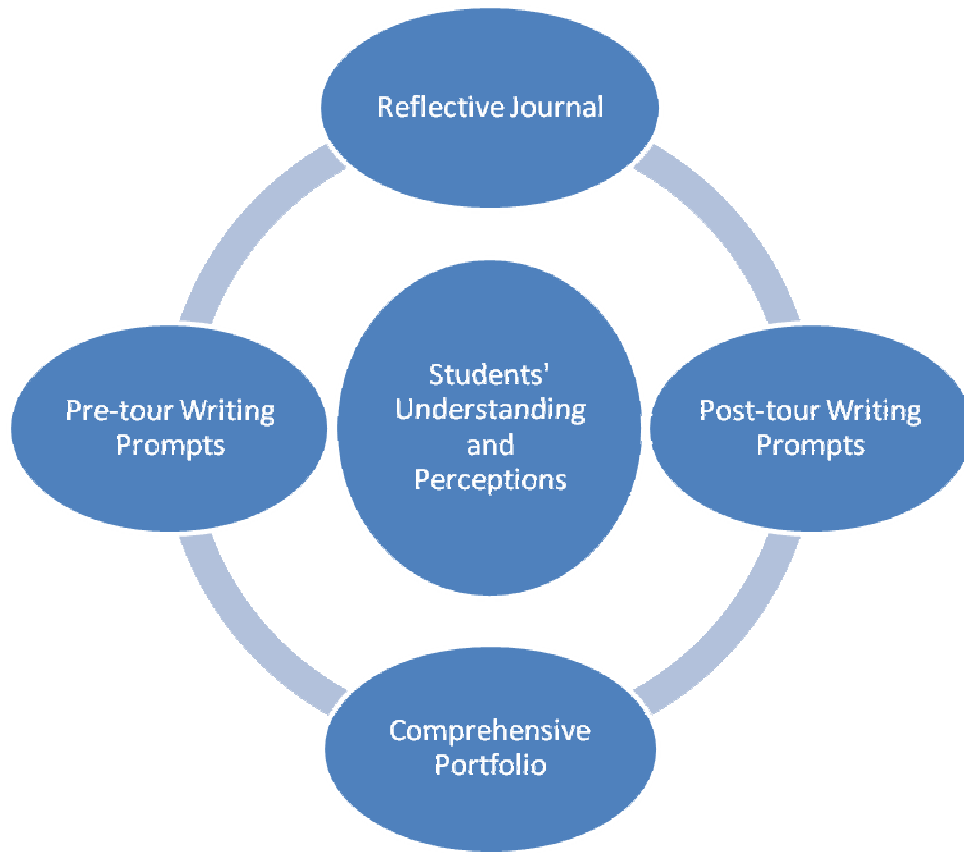 Reflective Journal
Pre-tour Writing
Prompts
Students'
Understanding
and
Perceptions
Post-tour Writing
Prompts
Comprehensive
Portfolio